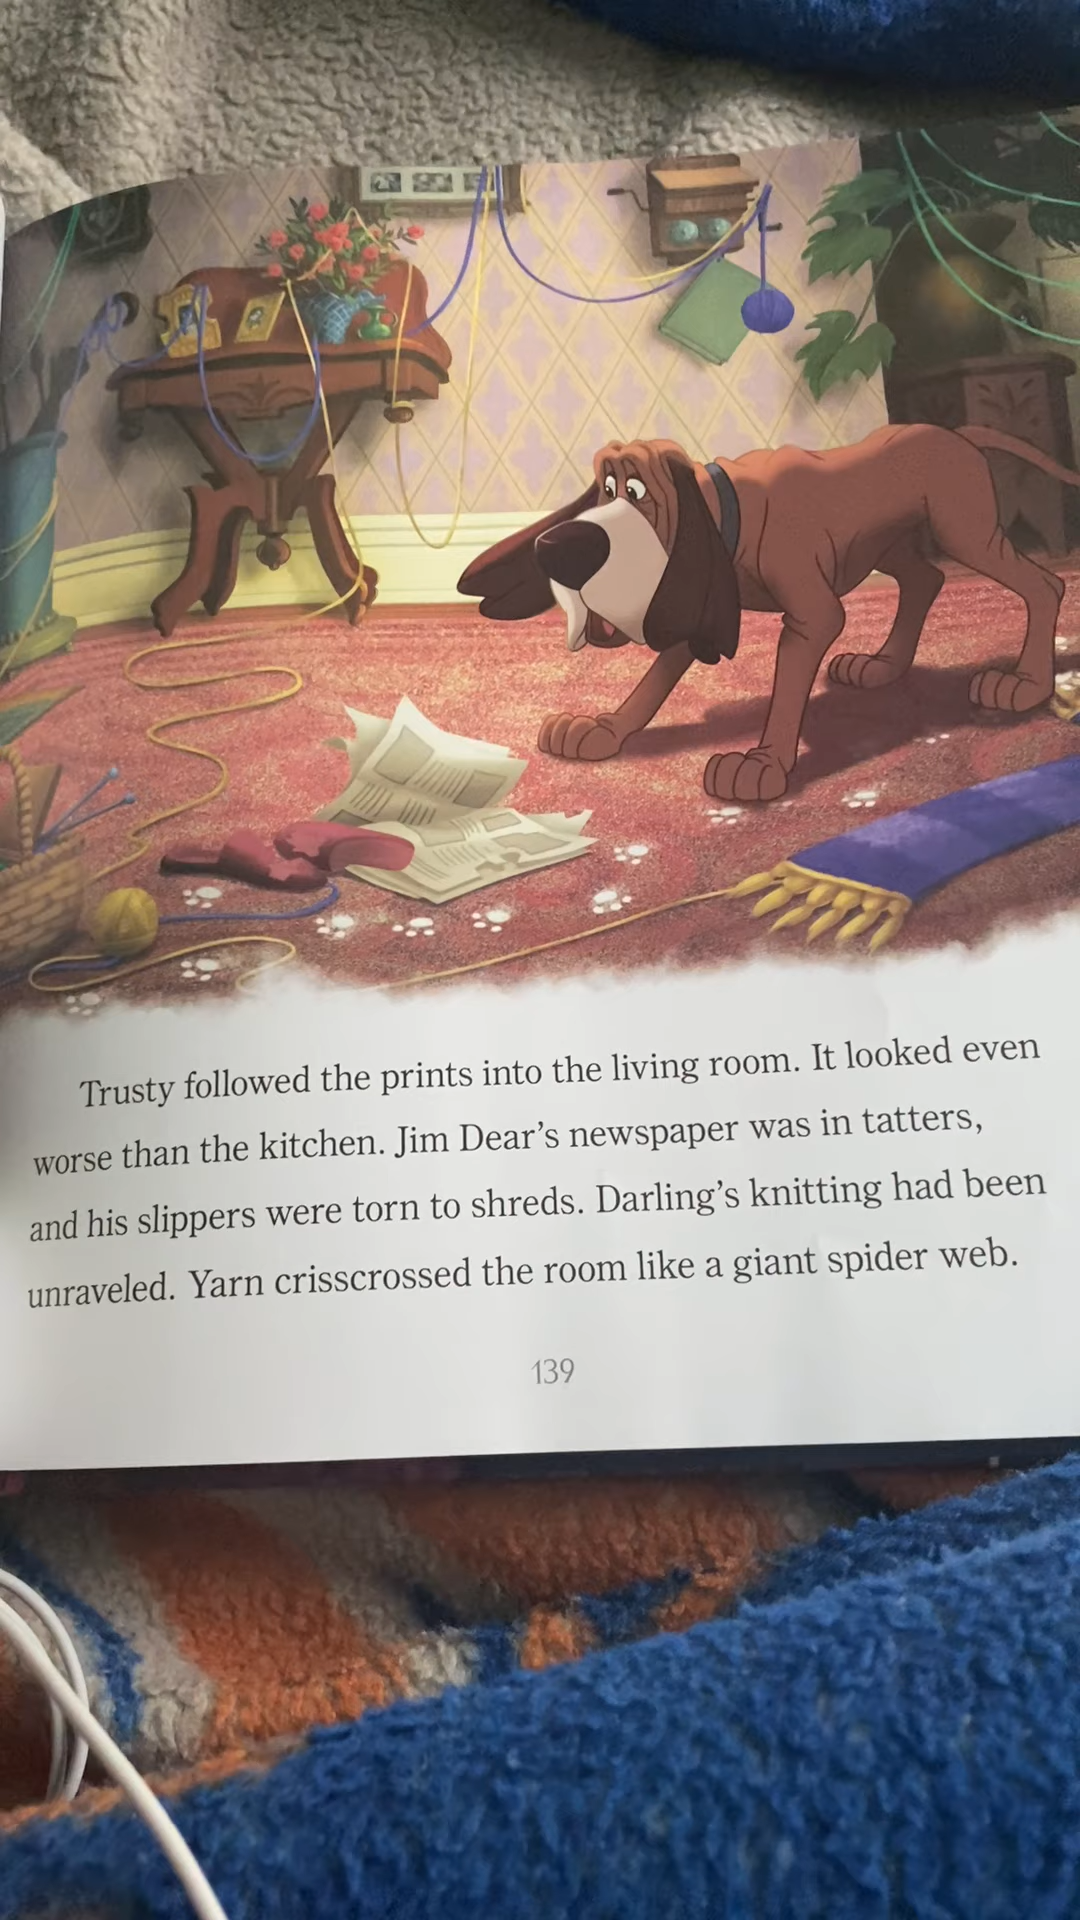 Trusty followed the prints into the living room. It looked even
worse than the kitchen. Jim Dear’s newspaper was in tatters,
and his slippers were torn to shreds. Darling’s knitting had been
unraveled. Yarn crisscrossed the room like a giant spider web.
139